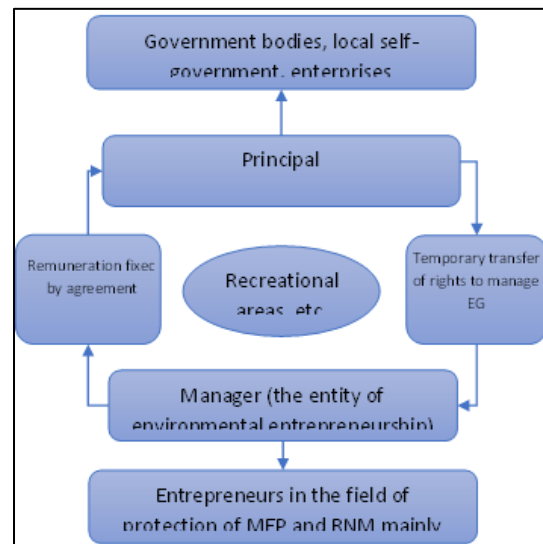 Government bodies, local self-
government, enterprises
Principal
Remuneration fixed
by agreement
Recreational
areas, etc
Temporary transfer
of rights to manage
EG
Manager (the entity of
environmental entrepreneurship)
Entrepreneurs in the field of
protection of MEP and RNM mainly